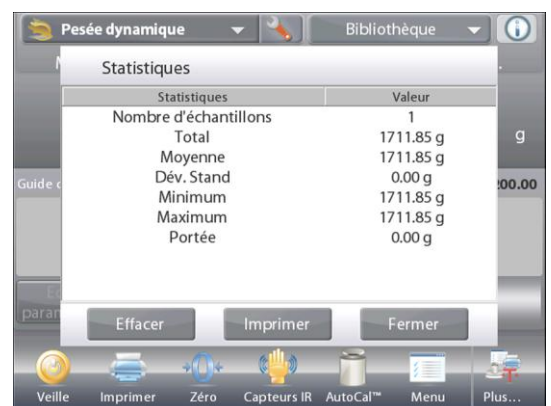 Pesée dynamique Bibliothèque
Statistiques
Statistiques Valeur
Nombre d'échantillons 1
Total 1711.85 g
Moyenne 1711.85 g
Dév. Stand 0.00 g
Minimum 1711.85 g
Maximum 1711.85 g
Portée 0.00 g
g
Guide
00.00
Effacer Imprimer Fermer
Veille Imprimer Zéro Capteurs IR AutoCal™ Menu Plus...